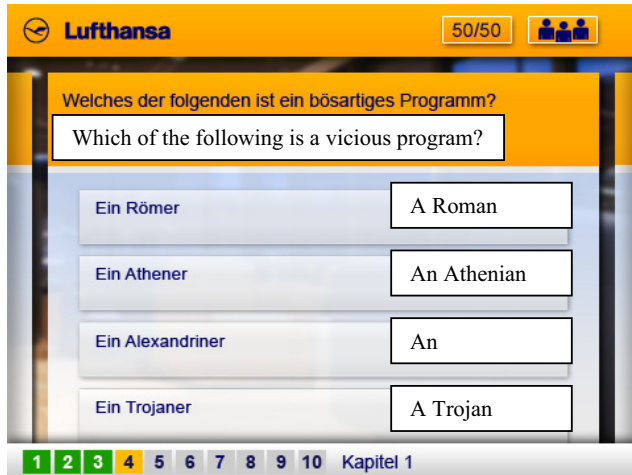 Lufthansa 50/50
Welches der folgenden ist ein bösartiges Programm?
Which of the following is a vicious program?
Ein Römer A Roman
Ein Athener An Athenian
Ein Alexandriner An
Ein Trojaner A Trojan
1 2 3 4 5 6 7 8 9 10 Kapitel 1